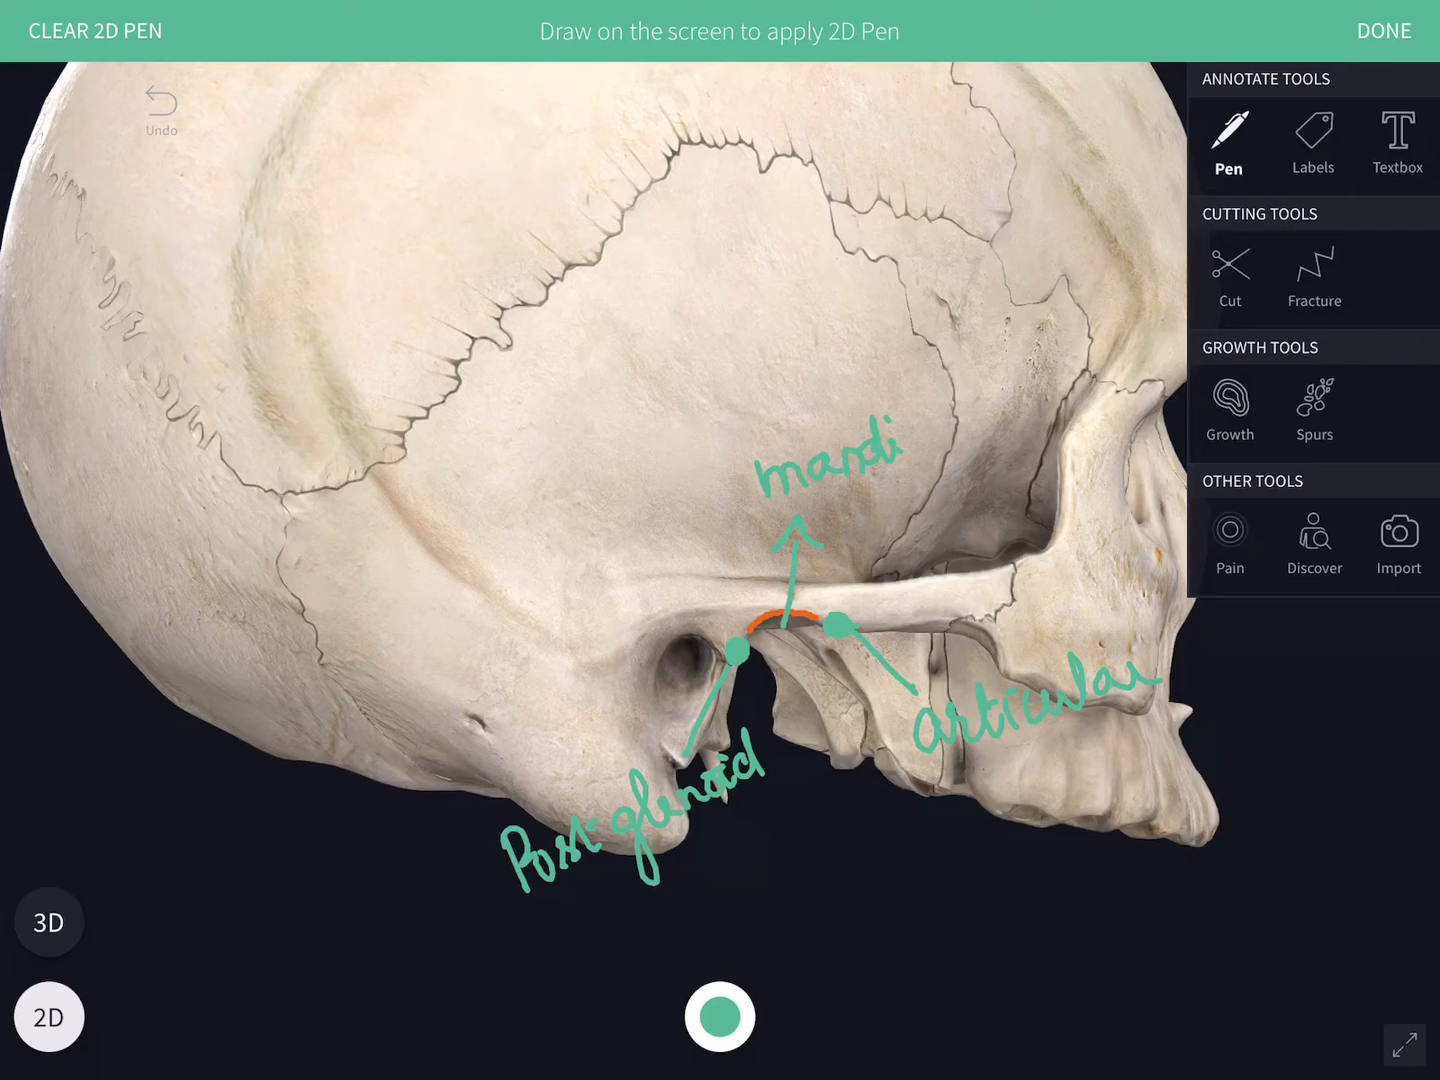 CLEAR 2D PEN
Draw on the screen to apply 2D Pen
DONE
Undo
ANNOTATE TOOLS
Pen
Labels
Textbox
CUTTING TOOLS
Cut
Fracture
GROWTH TOOLS
Growth
Spurs
OTHER TOOLS
Pain
Discover
Import
mandi
articular
Post-glenoid
3D
2D